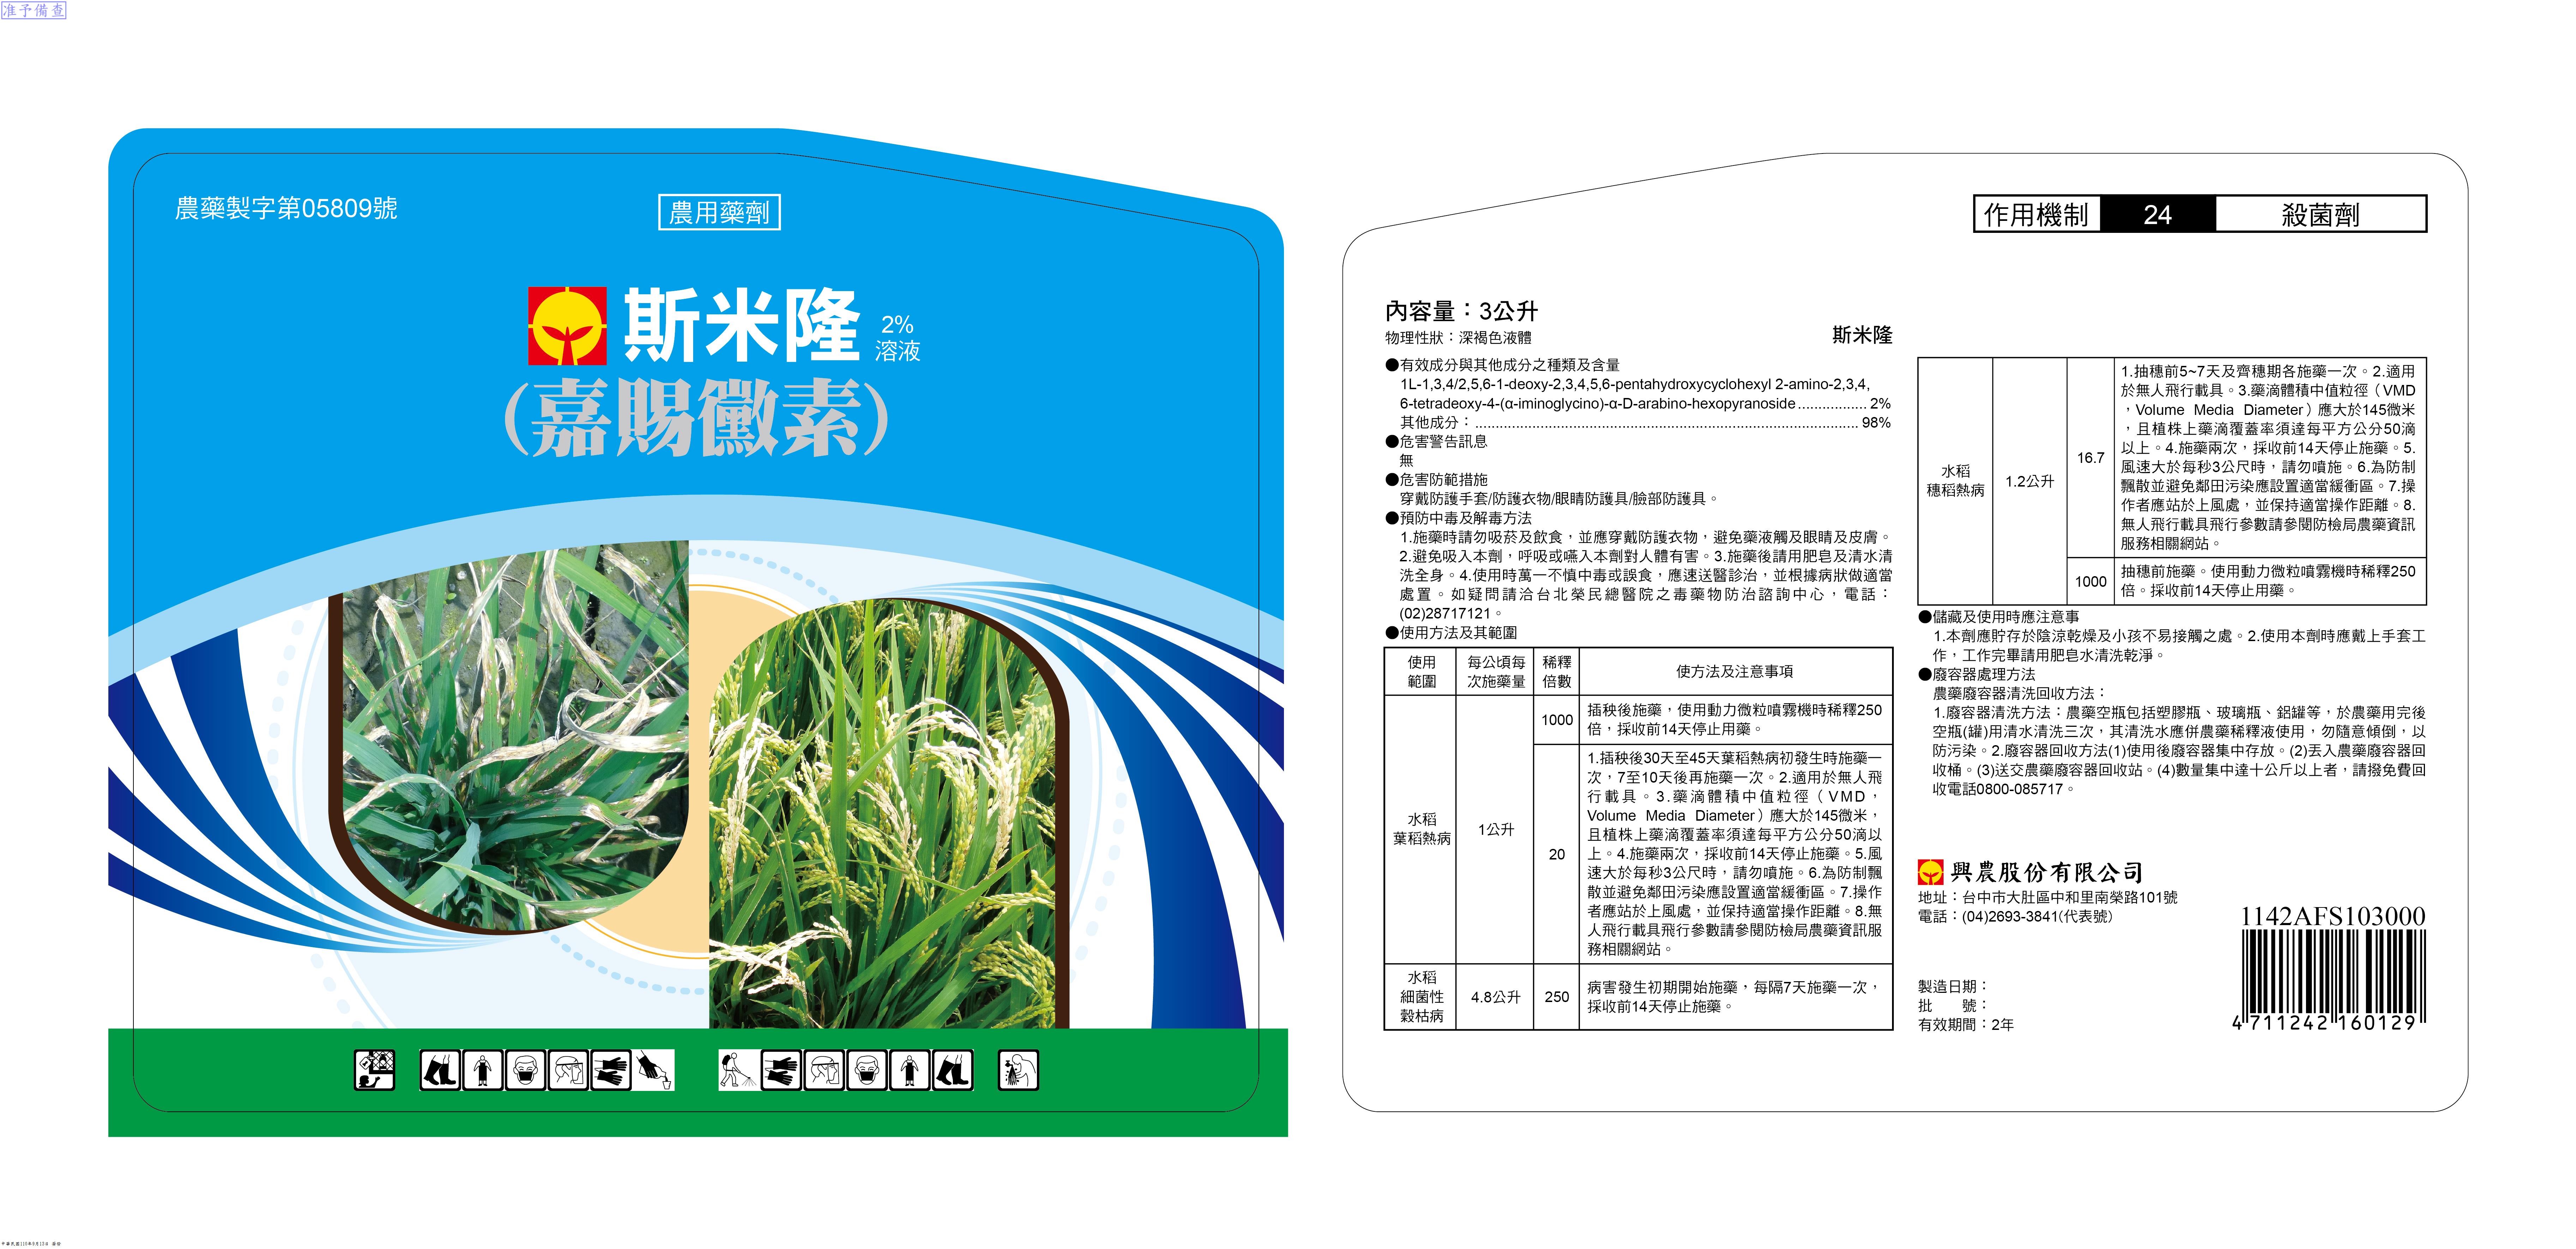 准予備查
農藥製字第05809號
農用藥劑
斯米隆
2%
溶液
(嘉賜黴素)
作用機制 24 殺菌劑
內容量：3公升
物理性狀：深褐色液體
斯米隆
●有效成分與其他成分之種類及含量
1L-1,3,4/2,5,6-1-deoxy-2,3,4,5,6-pentahydroxycyclohexyl 2-amino-2,3,4,
6-tetradeoxy-4-(α-iminoglycino)-α-D-arabino-hexopyranoside................. 2%
其他成分：............................................................................................... 98%
●危害警告訊息
無
●危害防範措施
穿戴防護手套/防護衣物/眼睛防護具/臉部防護具。
●預防中毒及解毒方法
1.施藥時請勿吸菸及飲食，並應穿戴防護衣物，避免藥液觸及眼睛及皮膚。
2.避免吸入本劑，呼吸或嚥入本劑對人體有害。3.施藥後請用肥皂及清水清
洗全身。4.使用時萬一不慎中毒或誤食，應速送醫診治，並根據病狀做適當
處置。如疑問請洽台北榮民總醫院之毒藥物防治諮詢中心，電話：
(02)28717121。
●使用方法及其範圍
使用
範圍
每公頃每
次施藥量
稀釋
倍數
使方法及注意事項
水稻
葉稻熱病
1公升
1000
插秧後施藥，使用動力微粒噴霧機時稀釋250
倍，採收前14天停止用藥。
20
1.插秧後30天至45天葉稻熱病初發生時施藥一
次，7至10天後再施藥一次。2.適用於無人飛
行載具。3.藥滴體積中值粒徑（VMD，
Volume Media Diameter）應大於145微米，
且植株上藥滴覆蓋率須達每平方公分50滴以
上。4.施藥兩次，採收前14天停止施藥。5.風
速大於每秒3公尺時，請勿噴施。6.為防制飄
散並避免鄰田污染應設置適當緩衝區。7.操作
者應站於上風處，並保持適當操作距離。8.無
人飛行載具飛行參數請參閱防檢局農藥資訊服
務相關網站。
水稻
細菌性
穀枯病
4.8公升
250
病害發生初期開始施藥，每隔7天施藥一次，
採收前14天停止施藥。
水稻
穗稻熱病
1.2公升
16.7
1.抽穗前5~7天及齊穗期各施藥一次。2.適用
於無人飛行載具。3.藥滴體積中值粒徑（VMD
，Volume Media Diameter）應大於145微米
，且植株上藥滴覆蓋率須達每平方公分50滴
以上。4.施藥兩次，採收前14天停止施藥。5.
風速大於每秒3公尺時，請勿噴施。6.為防制
飄散並避免鄰田污染應設置適當緩衝區。7.操
作者應站於上風處，並保持適當操作距離。8.
無人飛行載具飛行參數請參閱防檢局農藥資訊
服務相關網站。
1000
抽穗前施藥。使用動力微粒噴霧機時稀釋250
倍。採收前14天停止用藥。
●儲藏及使用時應注意事
1.本劑應貯存於陰涼乾燥及小孩不易接觸之處。2.使用本劑時應戴上手套工
作，工作完畢請用肥皂水清洗乾淨。
●廢容器處理方法
農藥廢容器清洗回收方法：
1.廢容器清洗方法：農藥空瓶包括塑膠瓶、玻璃瓶、鋁罐等，於農藥用完後
空瓶(罐)用清水清洗三次，其清洗水應併農藥稀釋液使用，勿隨意傾倒，以
防污染。2.廢容器回收方法(1)使用後廢容器集中存放。(2)丟入農藥廢容器回
收桶。(3)送交農藥廢容器回收站。(4)數量集中達十公斤以上者，請撥免費回
收電話0800-085717。
興農股份有限公司
地址：台中市大肚區中和里南榮路101號
電話：(04)2693-3841(代表號)
1142AFS103000
製造日期：
批　　號：
有效期間：2年
4 711242 160129